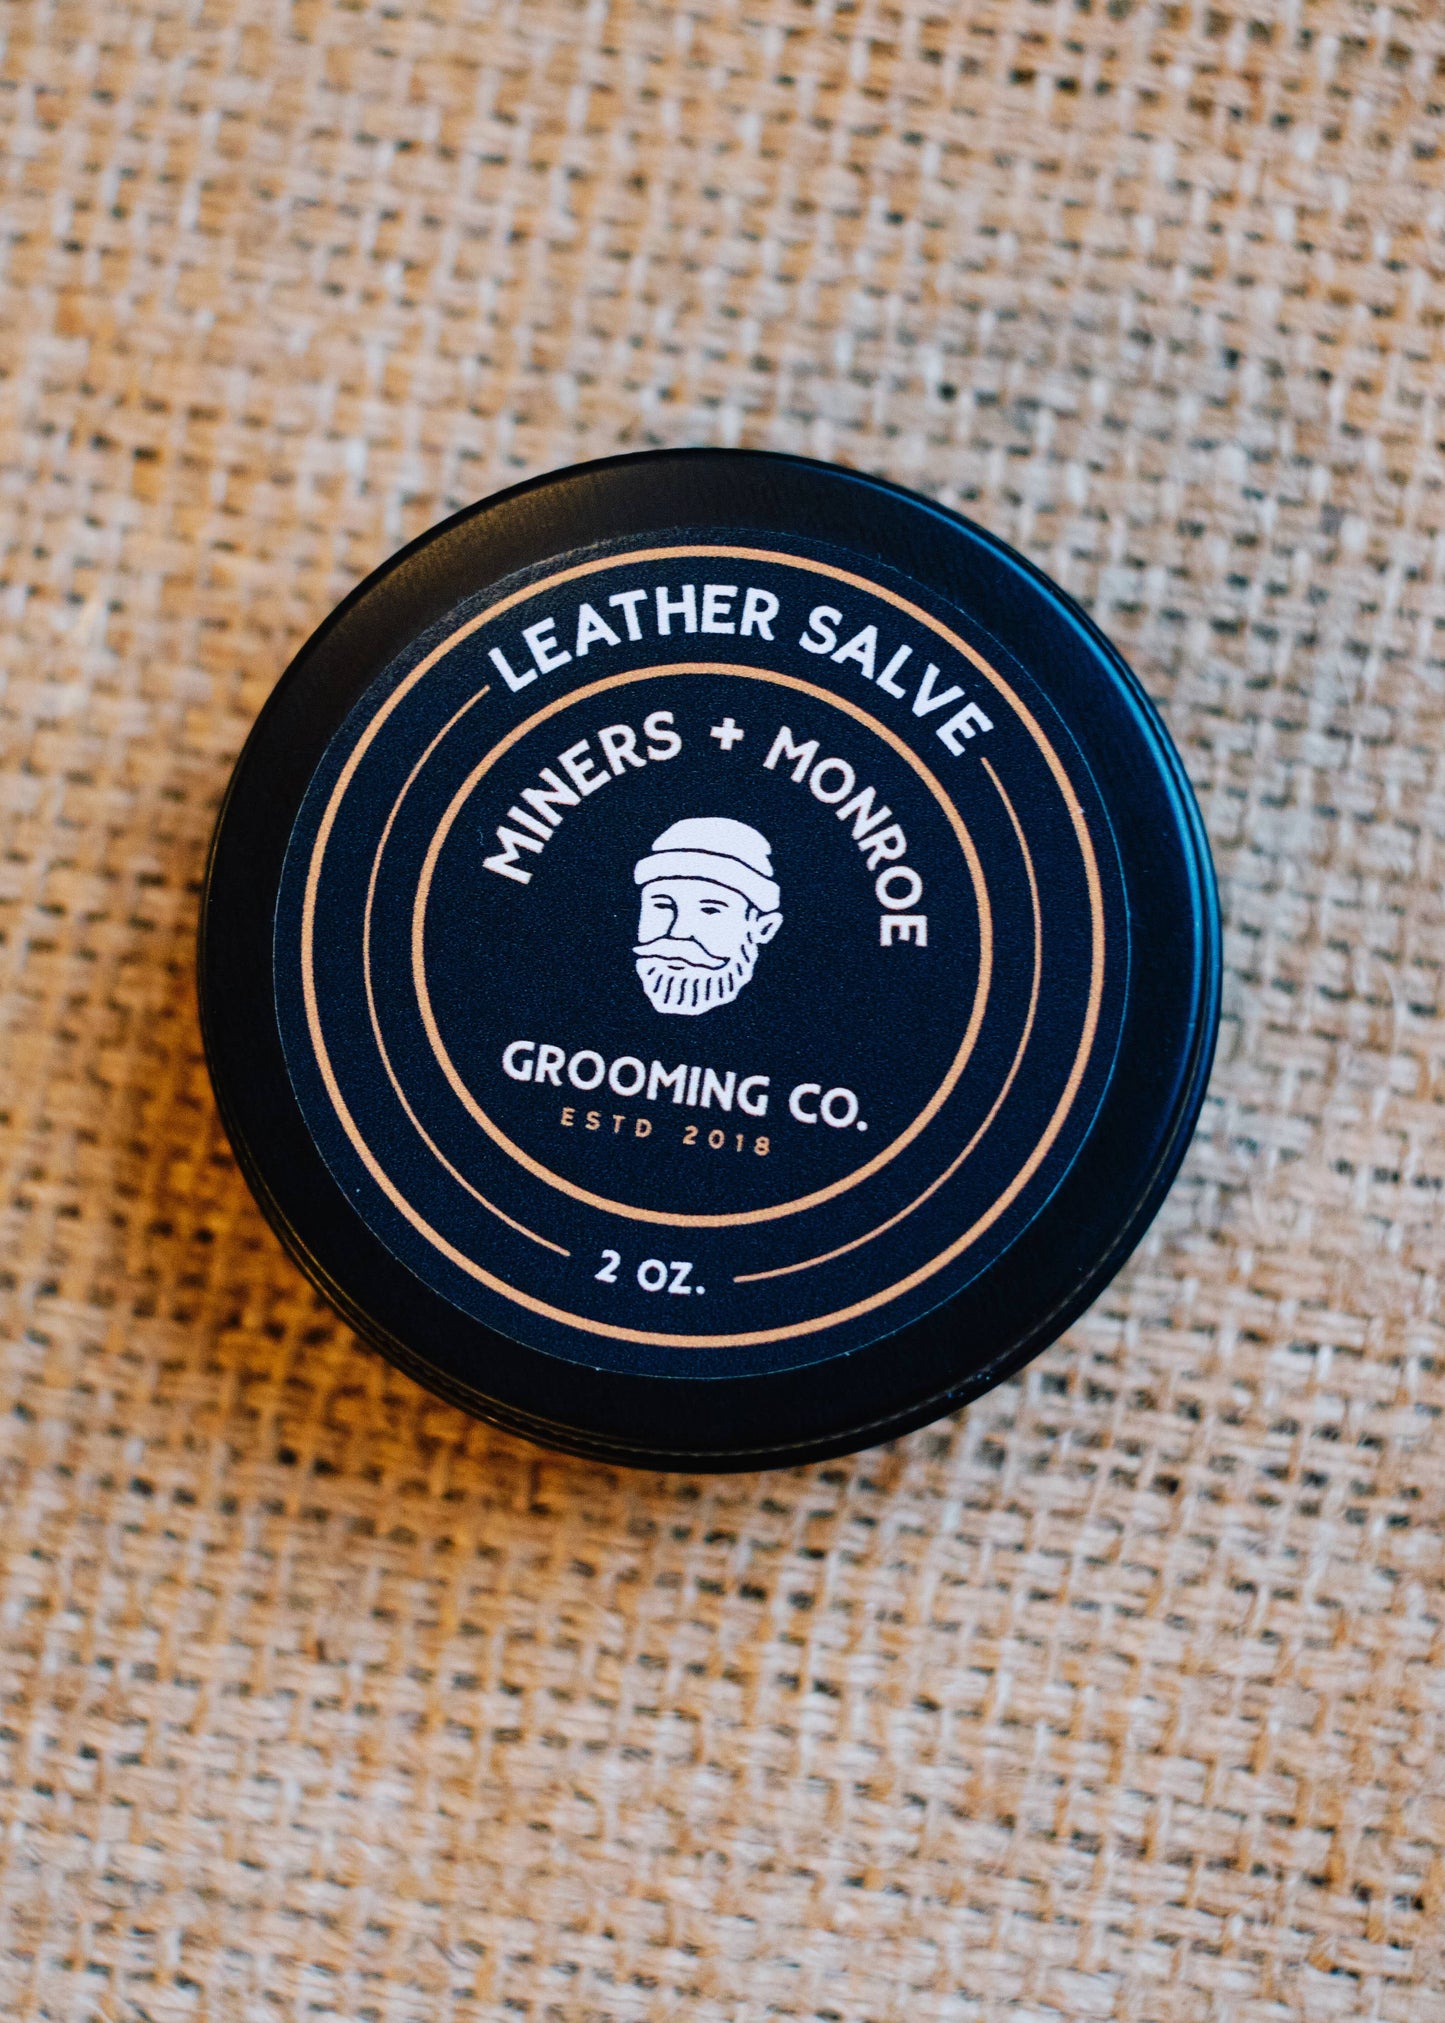 LEATHER SALVE
MINERS + MONROE
GROOMING CO.
ESTD 2018
2 OZ.